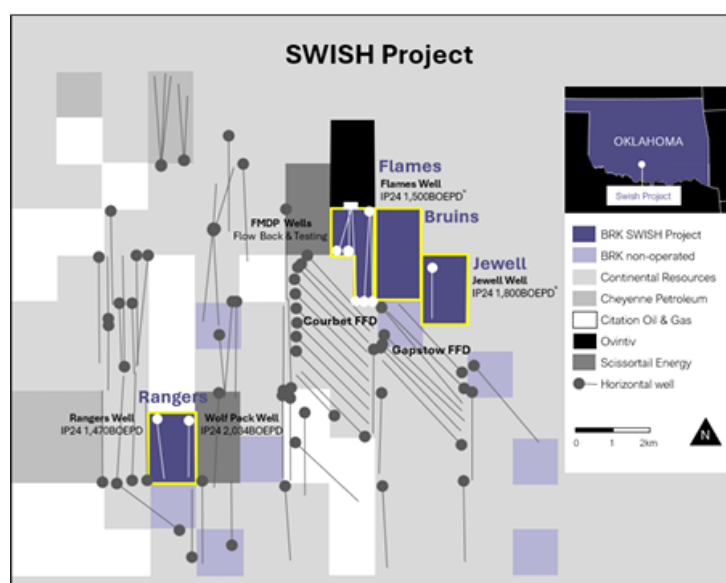 SWISH Project
Flames
Flames Well
IP24 1,500BOEPD*
FMDP Wells
Flow Back & Testing
Bruins
Jewell
Jewell Well
IP24 1,800BOEPD*
Courbet FFD
Gapstow FFD
Rangers
Rangers Well
IP24 1,470BOEPD
Wolf Pack Well
IP24 2,034BOEPD
OKLAHOMA
Swish Project
BRK SWISH Project
BRK non-operated
Continental Resources
Cheyenne Petroleum
Citation Oil & Gas
Ovintiv
Scissortail Energy
Horizontal well
0 1 2km
N